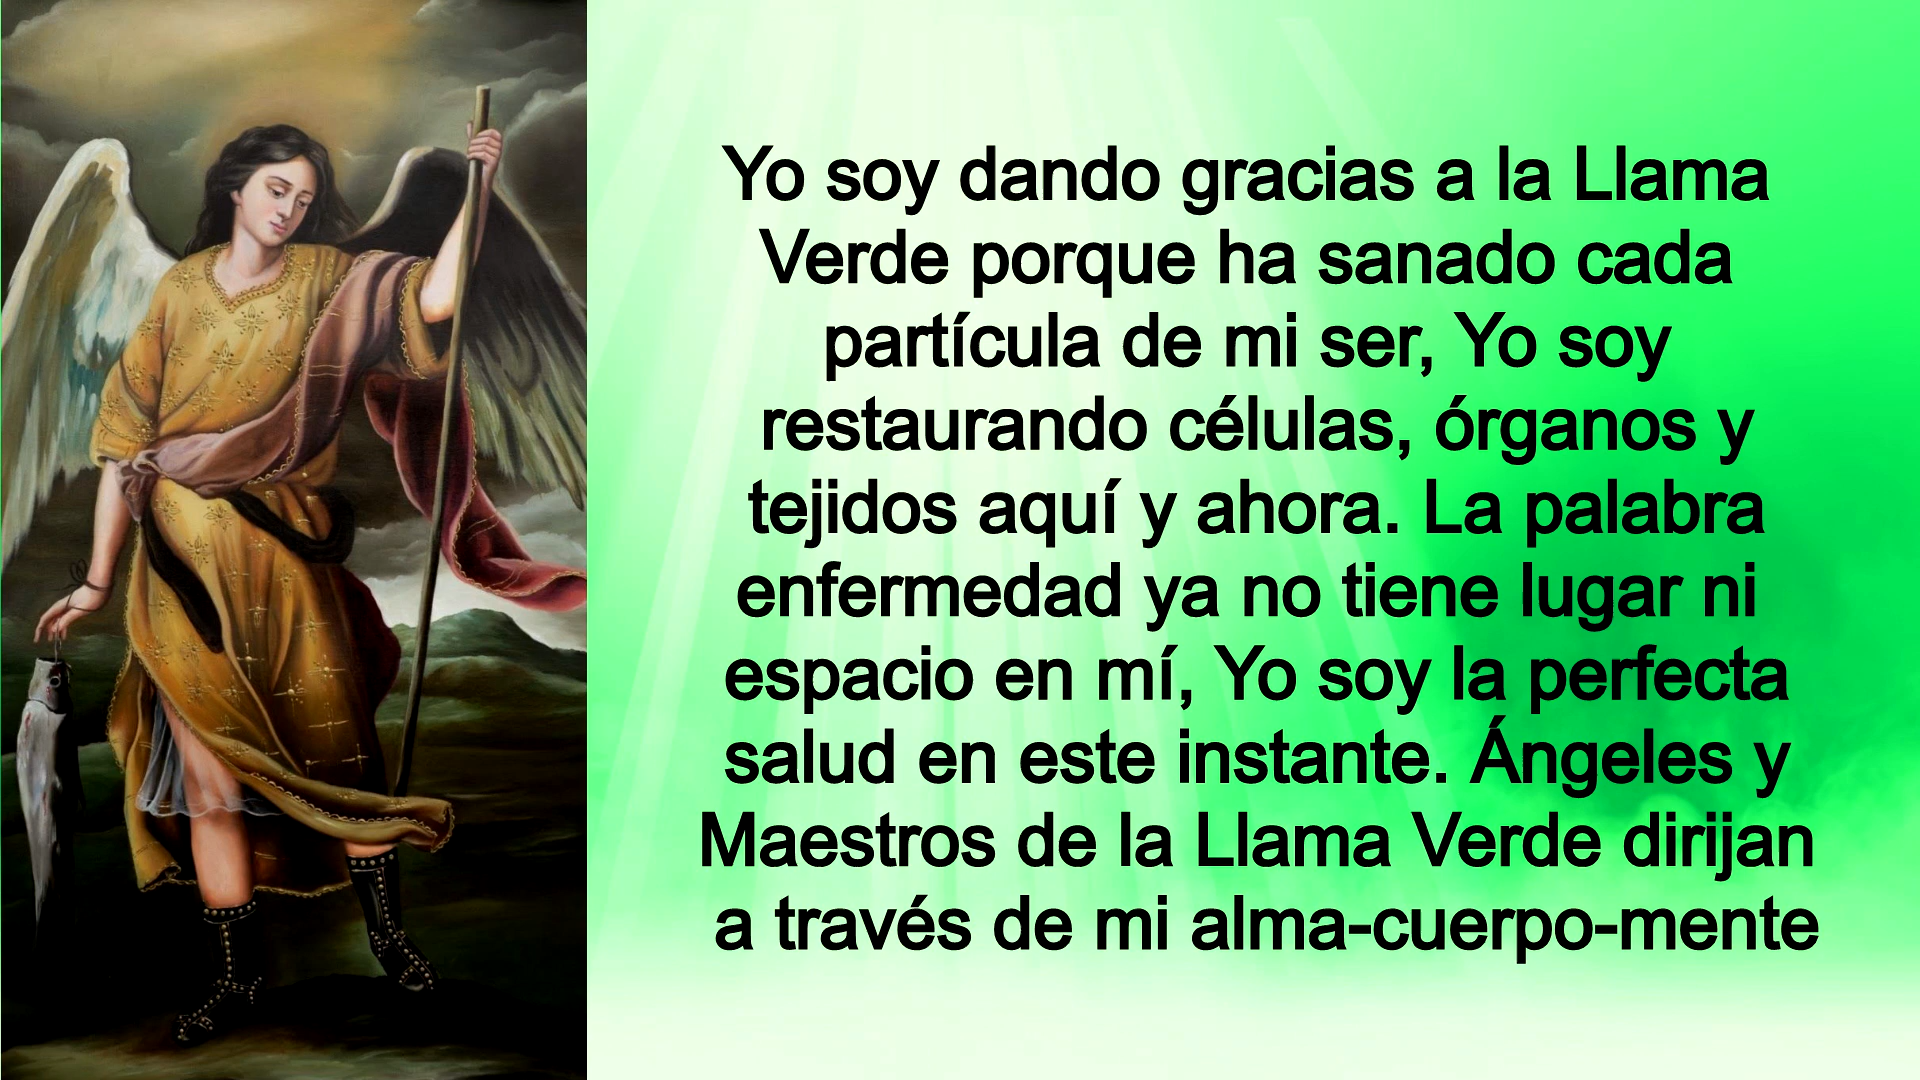 Yo soy dando gracias a la Llama
Verde porque ha sanado cada
partícula de mi ser, Yo soy
restaurando células, órganos y
tejidos aquí y ahora. La palabra
enfermedad ya no tiene lugar ni
espacio en mí, Yo soy la perfecta
salud en este instante. Ángeles y
Maestros de la Llama Verde dirijan
a través de mi alma-cuerpo-mente